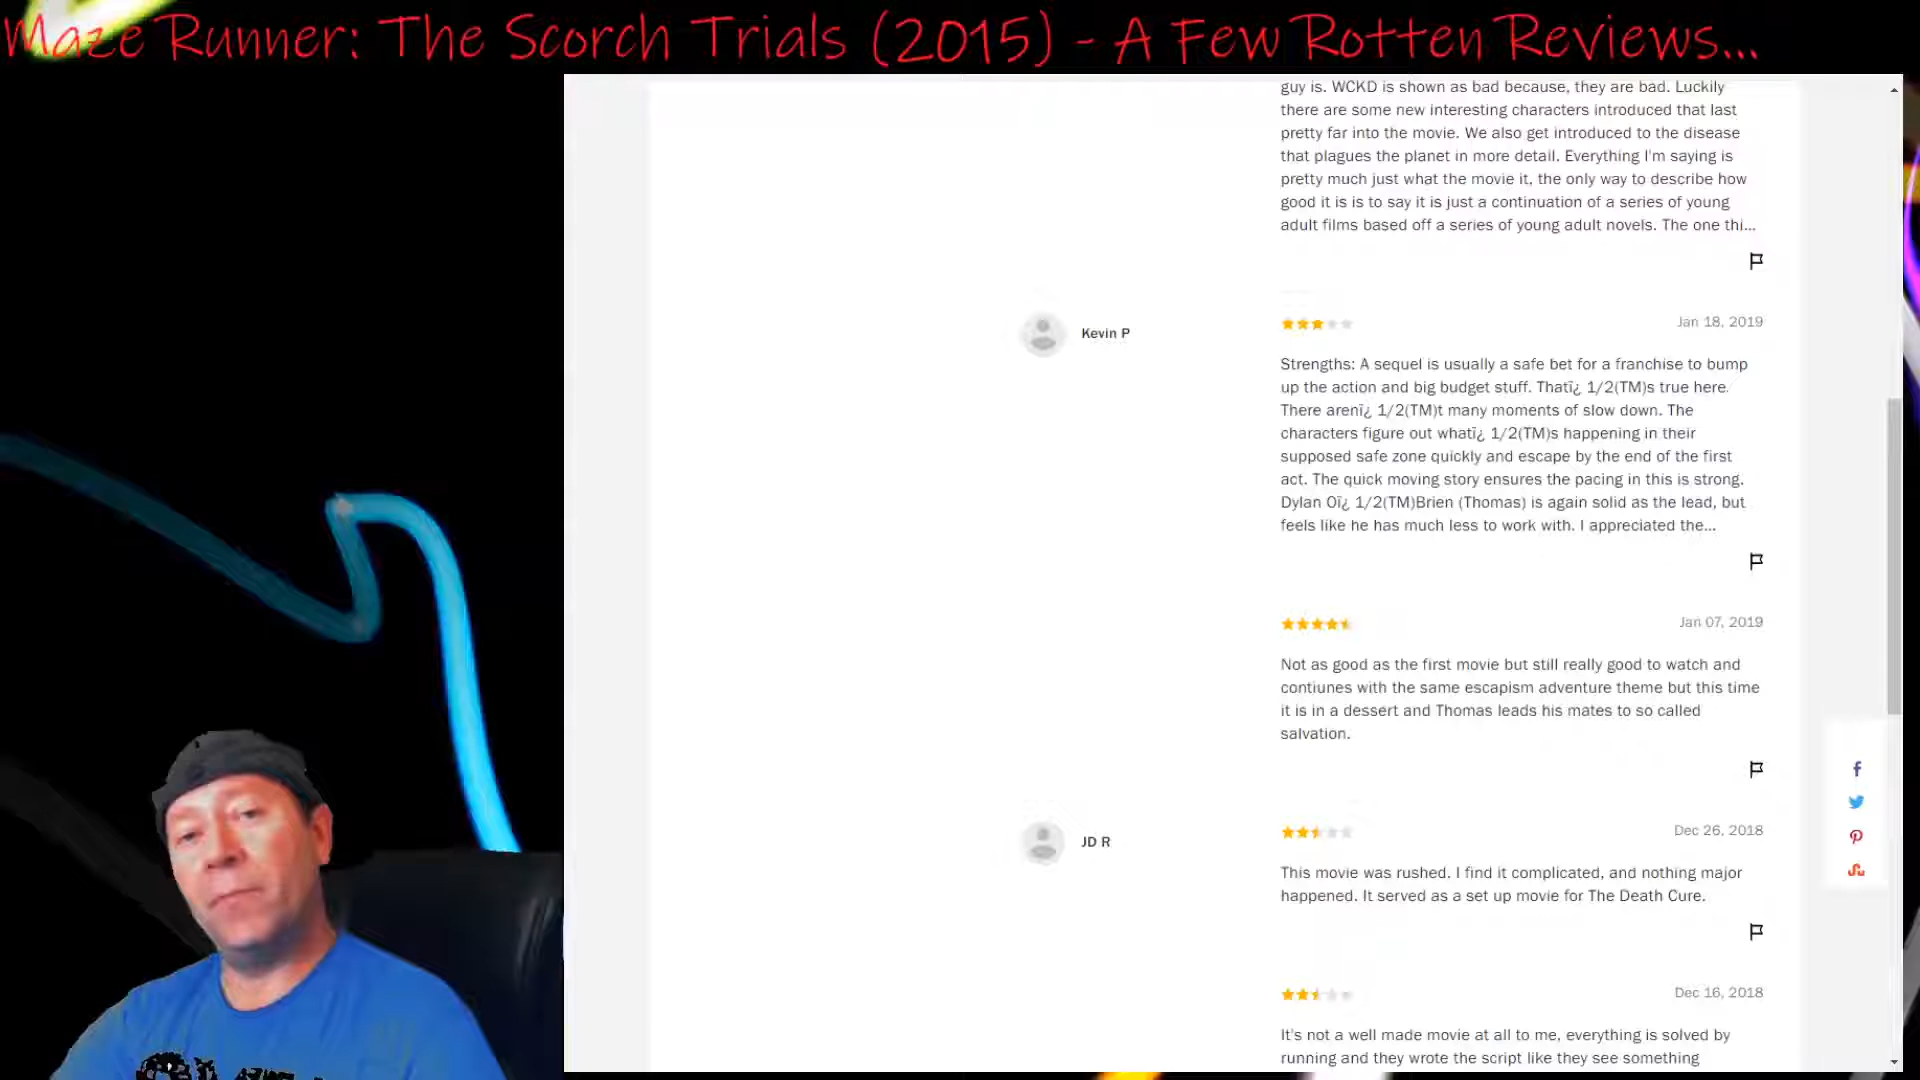 Maze Runner: The Scorch Trials (2015) - A Few Rotten Reviews...
guy is. WCKD is shown as bad because, they are bad. Luckily
there are some new interesting characters introduced that last
pretty far into the movie. We also get introduced to the disease
that plagues the planet in more detail. Everything I'm saying is
pretty much just what the movie it, the only way to describe how
good it is is to say it is just a continuation of a series of young
adult films based off a series of young adult novels. The one thi...
Kevin P
Jan 18, 2019
Strengths: A sequel is usually a safe bet for a franchise to bump
up the action and big budget stuff. Thatï¿ 1/2(TM)s true here.
There arenï¿ 1/2(TM)t many moments of slow down. The
characters figure out whatï¿ 1/2(TM)s happening in their
supposed safe zone quickly and escape by the end of the first
act. The quick moving story ensures the pacing in this is strong.
Dylan Oï¿ 1/2(TM)Brien (Thomas) is again solid as the lead, but
feels like he has much less to work with. I appreciated the...
Jan 07, 2019
Not as good as the first movie but still really good to watch and
contiunes with the same escapism adventure theme but this time
it is in a dessert and Thomas leads his mates to so called
salvation.
JD R
Dec 26, 2018
This movie was rushed. I find it complicated, and nothing major
happened. It served as a set up movie for The Death Cure.
Dec 16, 2018
It's not a well made movie at all to me, everything is solved by
running and they wrote the script like they see something